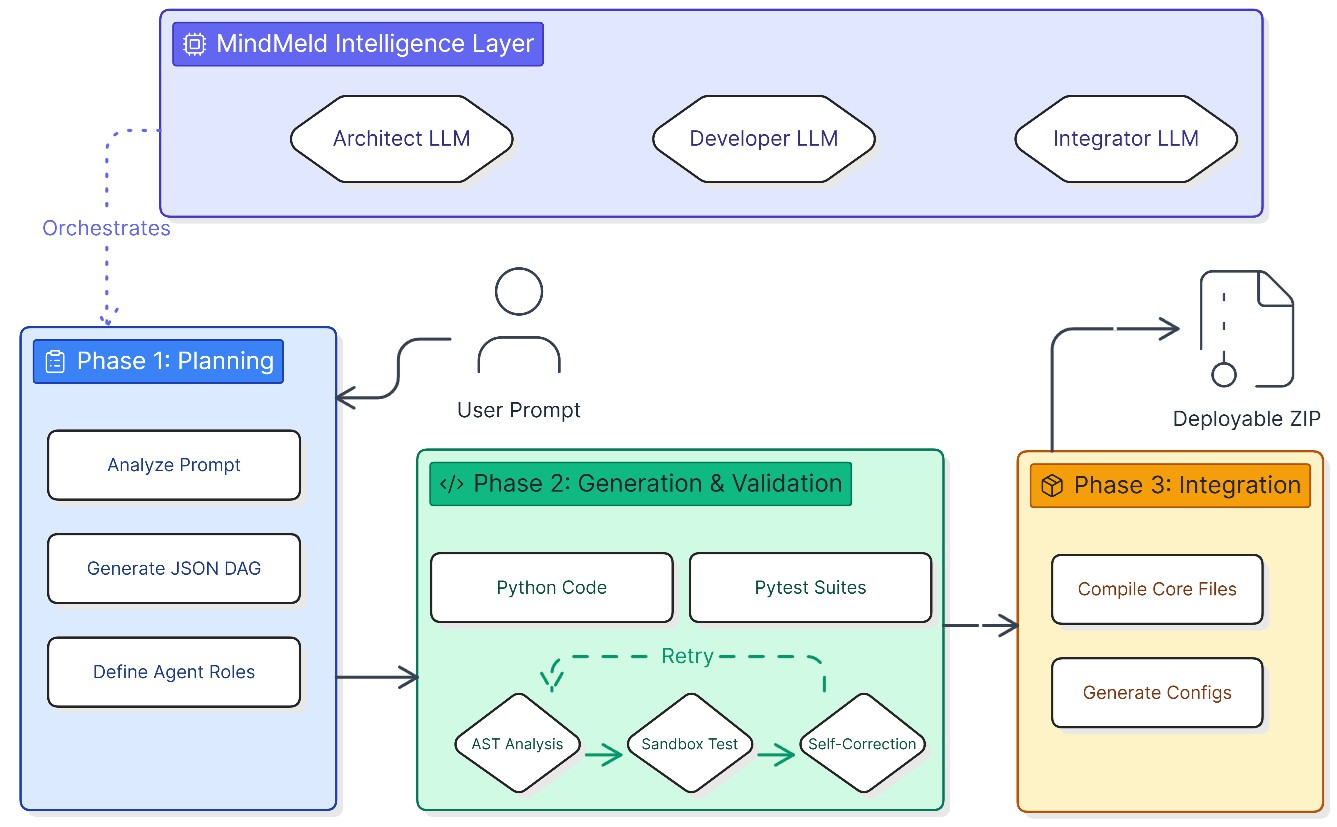 MindMeld Intelligence Layer
Architect LLM
Developer LLM
Integrator LLM
Orchestrates
User Prompt
Deployable ZIP
Phase 1: Planning
Analyze Prompt
Generate JSON DAG
Define Agent Roles
</> Phase 2: Generation & Validation
Python Code
Pytest Suites
Retry
AST Analysis
Sandbox Test
Self-Correction
Phase 3: Integration
Compile Core Files
Generate Configs